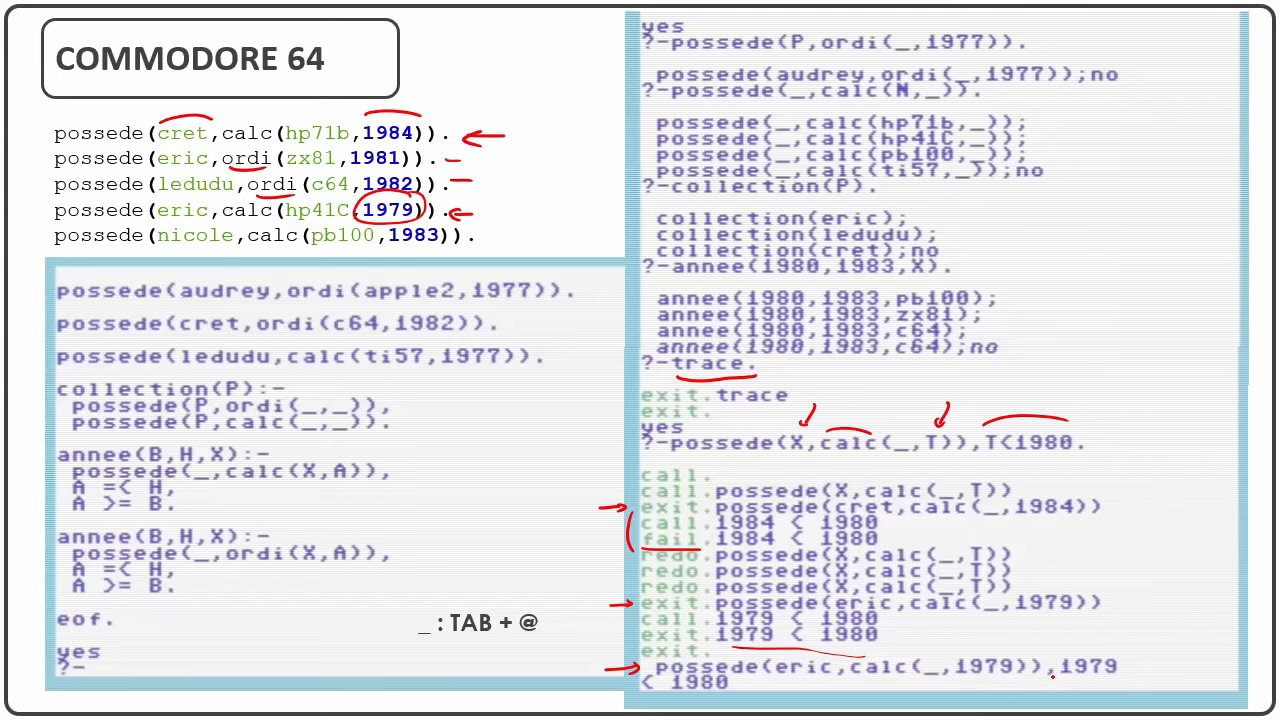 COMMODORE 64
possede(cret,calc(hp71b,1984)).
possede(eric,ordi(zx81,1981)).
possede(ledudu,ordi(c64,1982)).
possede(eric,calc(hp41C,1979)).
possede(nicole,calc(pb100,1983)).
possede(audrey,ordi(apple2,1977)).
possede(cret,ordi(c64,1982)).
possede(ledudu,calc(ti57,1977)).
collection(P):-
possede(P,ordi(_,_)),
possede(P,calc(_,_)).
annee(B,H,X):-
possede(_,calc(X,A)),
A =< H,
A >= B.
annee(B,H,X):-
possede(_,ordi(X,A)),
A =< H,
A >= B.
eof.
_ : TAB + @
yes
?-
yes
?-possede(P,ordi(_,1977)).
possede(audrey,ordi(_,1977));no
?-possede(_,calc(N,_)).
possede(_,calc(hp71b,_));
possede(_,calc(hp41C,_));
possede(_,calc(pb100,_));
possede(_,calc(ti57,_));no
?-collection(P).
collection(eric);
collection(ledudu);
collection(cret);no
?-annee(1980,1983,X).
annee(1980,1983,pb100);
annee(1980,1983,zx81);
annee(1980,1983,c64);
annee(1980,1983,c64);no
?-trace.
exit.trace
exit.
yes
?-possede(X,calc(_,T)),T<1980.
call.
call.possede(X,calc(_,T))
exit.possede(cret,calc(_,1984))
call.1984 < 1980
fail.1984 < 1980
redo.possede(X,calc(_,T))
redo.possede(X,calc(_,T))
redo.possede(X,calc(_,T))
exit.possede(eric,calc(_,1979))
call.1979 < 1980
exit.1979 < 1980
exit.
possede(eric,calc(_,1979)),1979
< 1980